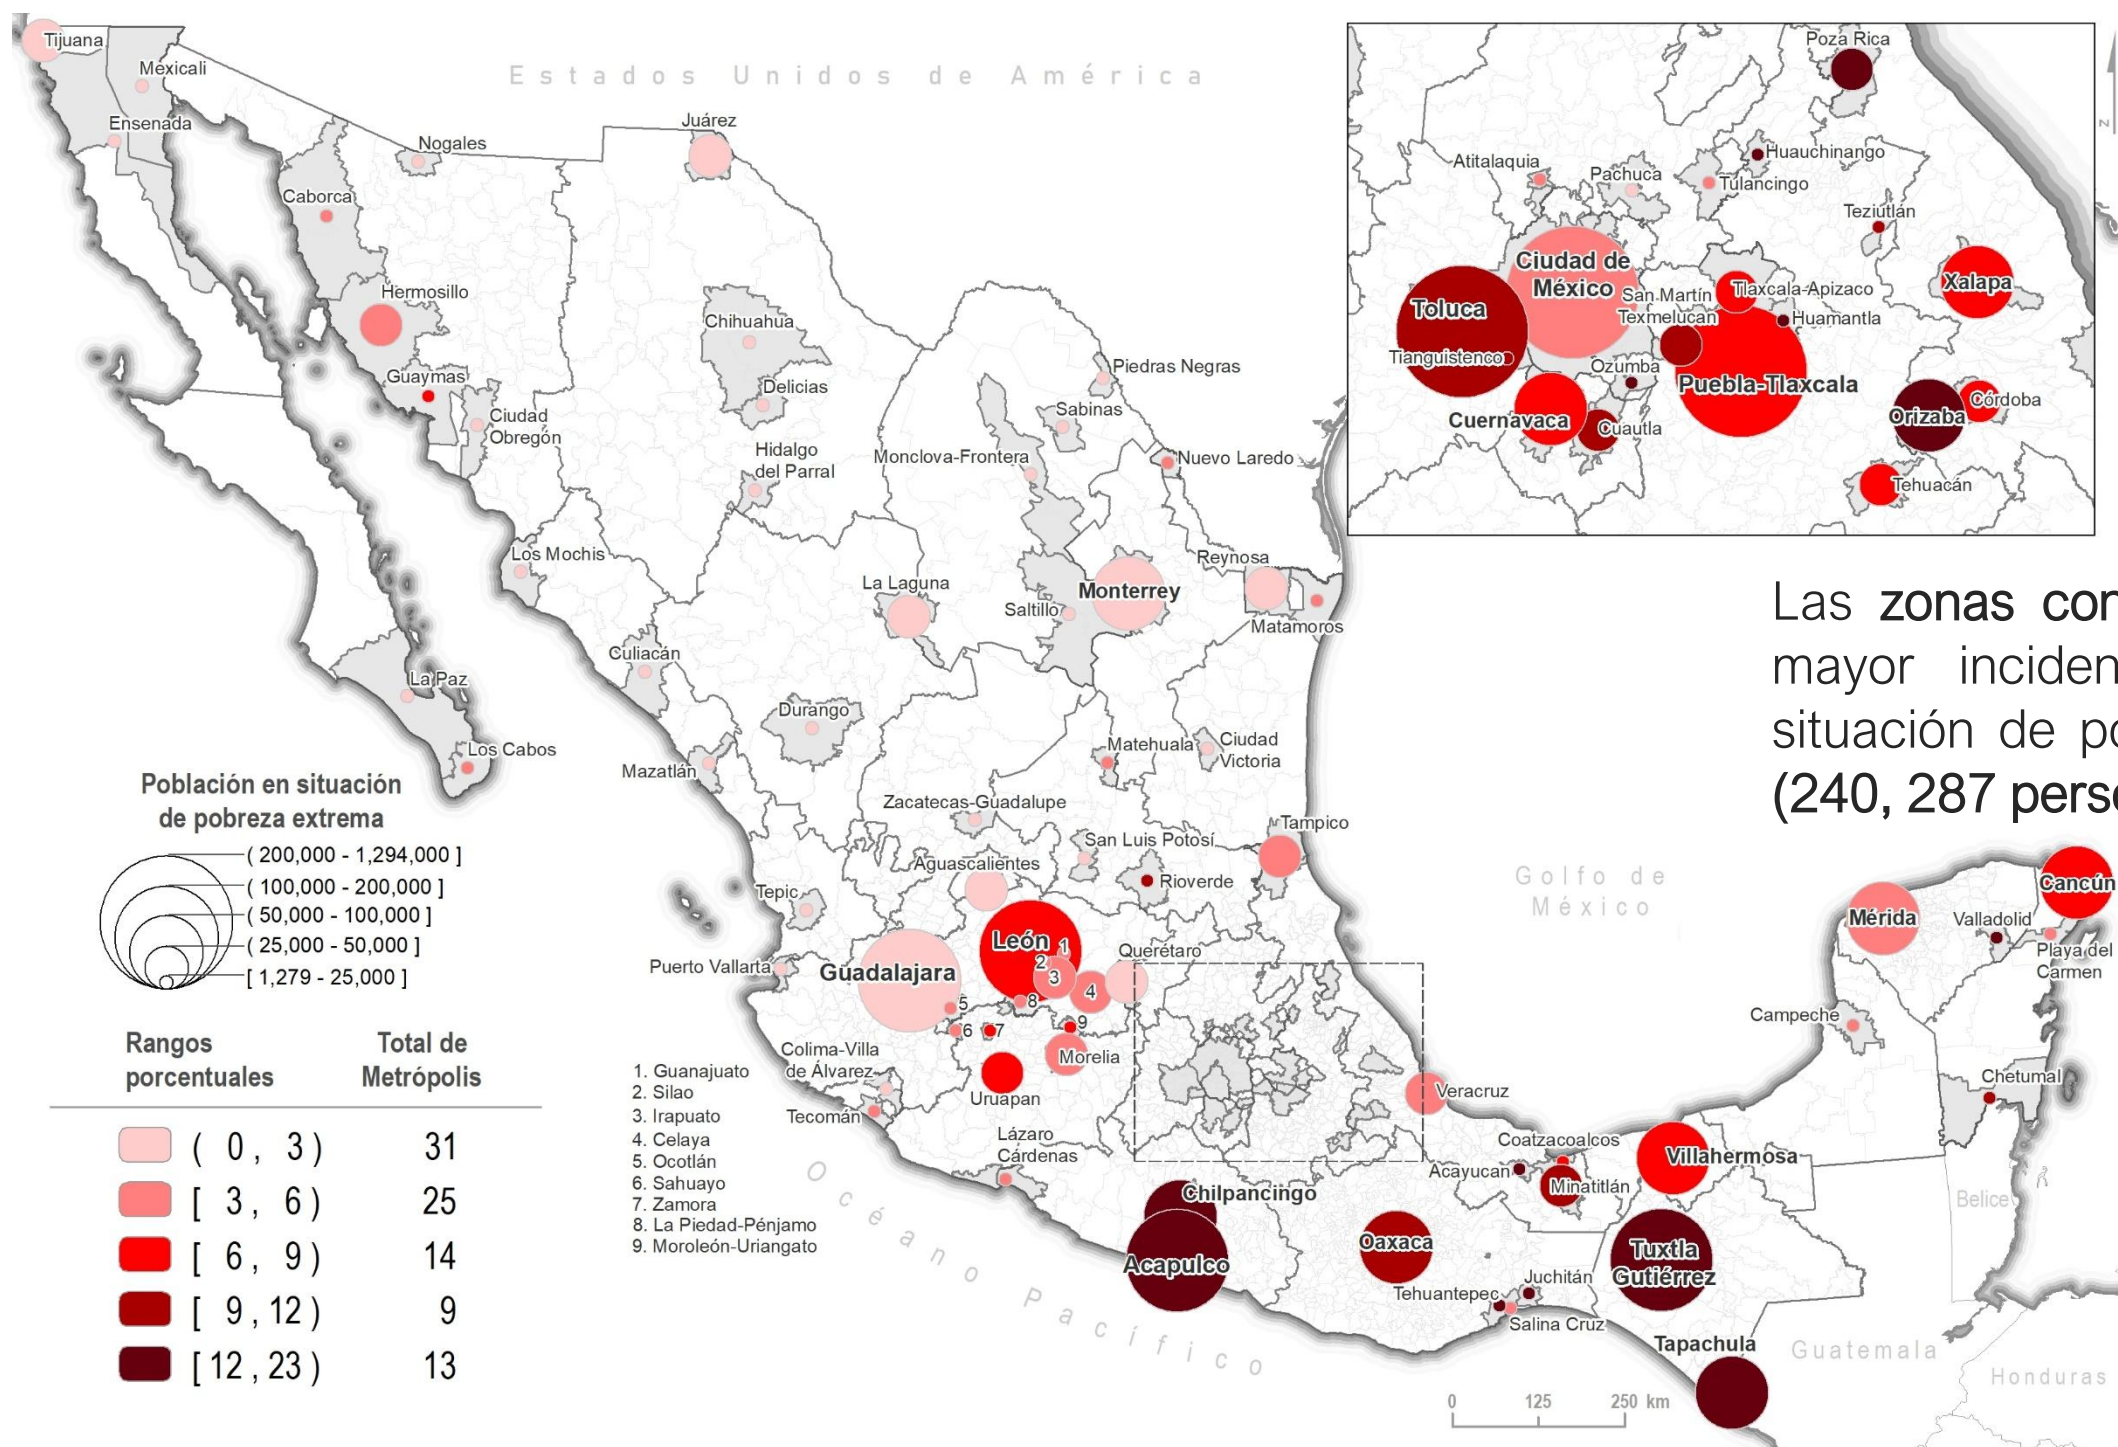 Estados Unidos de América
Tijuana
Mexicali
Ensenada
Nogales
Juárez
Caborca
Hermosillo
Guaymas
Ciudad
Obregón
Chihuahua
Delicias
Hidalgo
del Parral
Piedras Negras
Sabinas
Monclova-Frontera
Nuevo Laredo
Los Mochis
La Laguna
Monterrey
Saltillo
Reynosa
Matamoros
Culiacán
La Paz
Los Cabos
Durango
Mazatlán
Matehuala
Ciudad
Victoria
Zacatecas-Guadalupe
San Luis Potosí
Tampico
Aguascalientes
Rioverde
Tepic
León
1
2
3
4
Querétaro
Puerto Vallarta
Guadalajara
5
8
6
7
9
Colima-Villa
de Álvarez
Morelia
Uruapan
Tecomán
Lázaro
Cárdenas
Chilpancingo
Acapulco
Oaxaca
Tehuantepec
Juchitán
Salina Cruz
Veracruz
Coatzacoalcos
Acayucan
Minatitlán
Villahermosa
Tuxtla
Gutiérrez
Tapachula
Mérida
Cancún
Valladolid
Playa del
Carmen
Campeche
Chetumal
Belice
Guatemala
Honduras
Golfo de
México
Océano Pacífico
0 125 250 km
Poza Rica
N
Atitalaquia
Pachuca
Huauchinango
Tulancingo
Teziutlán
Ciudad de
México
Xalapa
Toluca
San Martín
Texmelucan
Tlaxcala-Apizaco
Huamantla
Tianguistenco
Ozumba
Puebla-Tlaxcala
Cuernavaca
Cuautla
Orizaba
Córdoba
Tehuacán
Las zonas con
mayor inciden
situación de po
(240, 287 perso
Población en situación
de pobreza extrema
( 200,000 - 1,294,000 ]
( 100,000 - 200,000 ]
( 50,000 - 100,000 ]
( 25,000 - 50,000 ]
[ 1,279 - 25,000 ]
Rangos
porcentuales
Total de
Metrópolis
( 0 , 3 ) 31
[ 3 , 6 ) 25
[ 6 , 9 ) 14
[ 9 , 12 ) 9
[ 12 , 23 ) 13
1. Guanajuato
2. Silao
3. Irapuato
4. Celaya
5. Ocotlán
6. Sahuayo
7. Zamora
8. La Piedad-Pénjamo
9. Moroleón-Uriangato